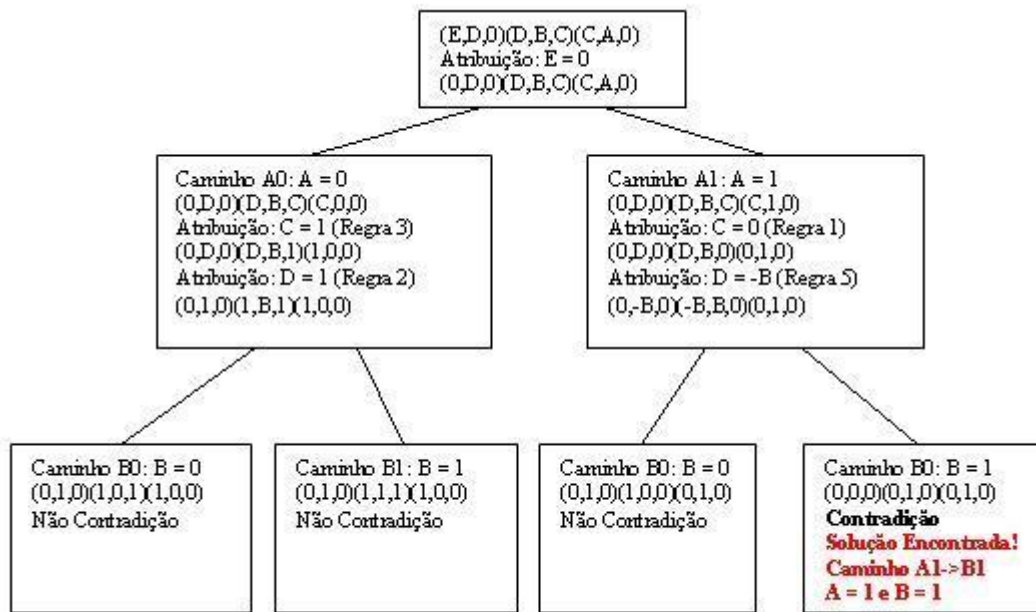 (E,D,0)(D,B,C)(C,A,0)
Atribuição: E = 0
(0,D,0)(D,B,C)(C,A,0)
Caminho A0: A = 0
(0,D,0)(D,B,C)(C,0,0)
Atribuição: C = 1 (Regra 3)
(0,D,0)(D,B,1)(1,0,0)
Atribuição: D = 1 (Regra 2)
(0,1,0)(1,B,1)(1,0,0)
Caminho A1: A = 1
(0,D,0)(D,B,C)(C,1,0)
Atribuição: C = 0 (Regra 1)
(0,D,0)(D,B,0)(0,1,0)
Atribuição: D = -B (Regra 5)
(0,-B,0)(-B,B,0)(0,1,0)
Caminho B0: B = 0
(0,1,0)(1,0,1)(1,0,0)
Não Contradição
Caminho B1: B = 1
(0,1,0)(1,1,1)(1,0,0)
Não Contradição
Caminho B0: B = 0
(0,1,0)(1,0,0)(0,1,0)
Não Contradição
Caminho B0: B = 1
(0,0,0)(0,1,0)(0,1,0)
Contradição
Solução Encontrada!
Caminho A1->B1
A = 1 e B = 1